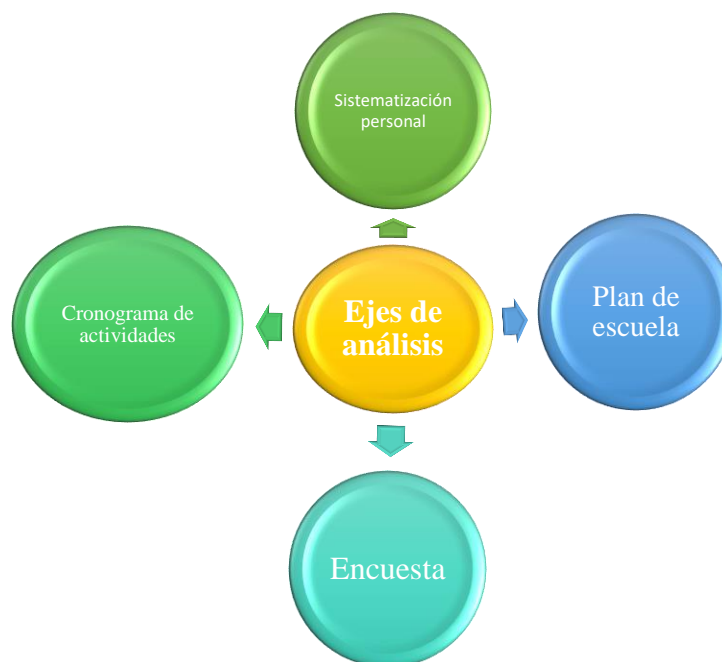 Sistematización
personal
Cronograma de
actividades
Ejes de
análisis
Plan de
escuela
Encuesta